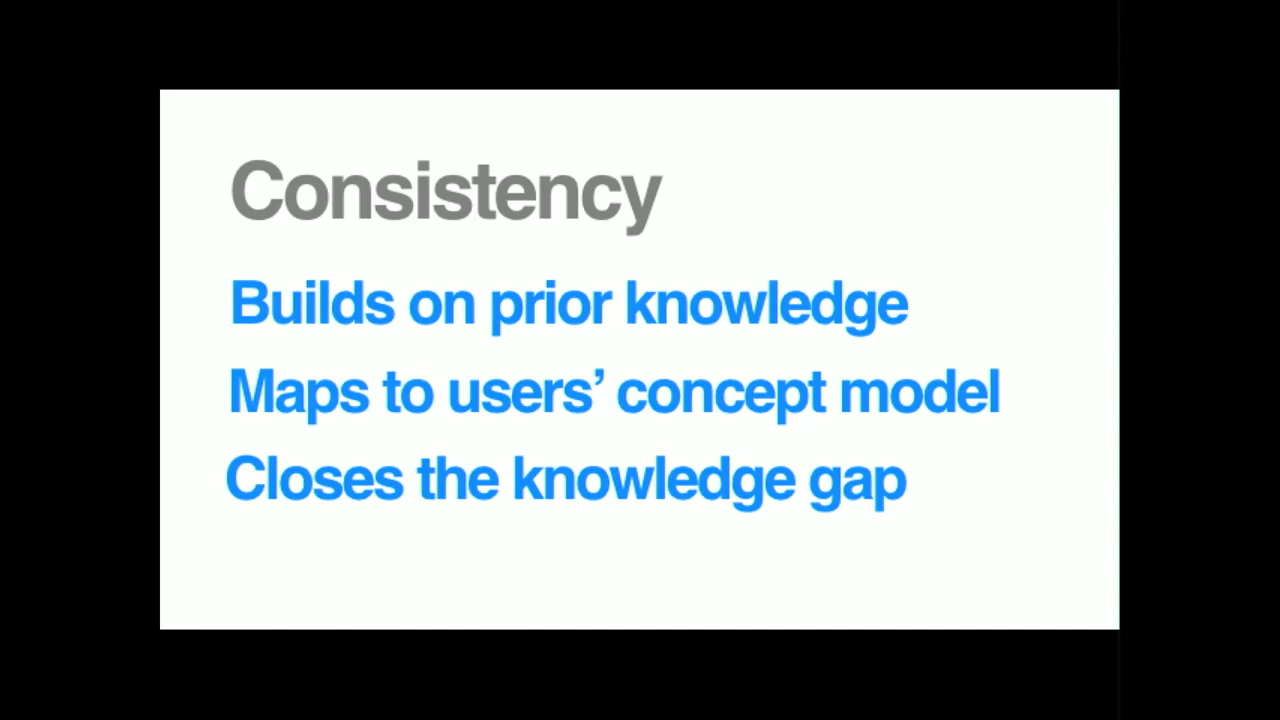 Consistency
Builds on prior knowledge
Maps to users’ concept model
Closes the knowledge gap